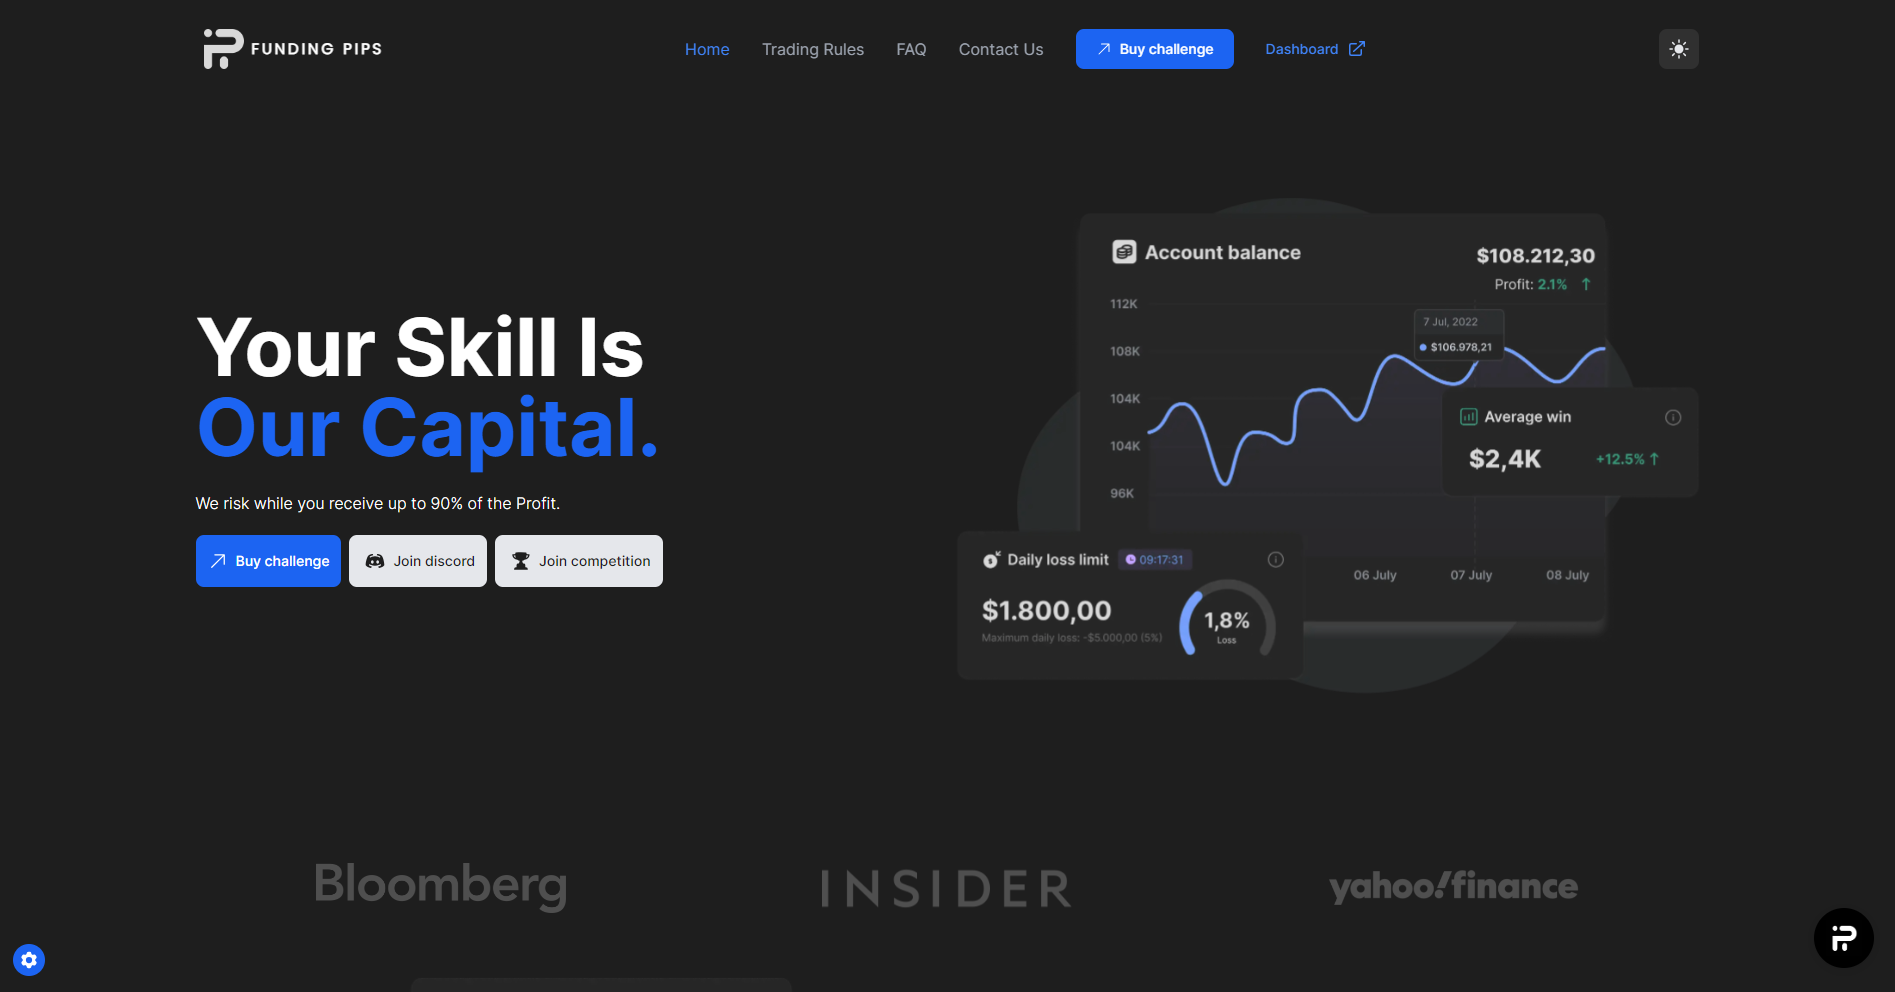 FUNDING PIPS
Home
Trading Rules
FAQ
Contact Us
Buy challenge
Dashboard
Your Skill Is
Our Capital.
We risk while you receive up to 90% of the Profit.
Buy challenge
Join discord
Join competition
Account balance
$108.212,30
Profit: 2.1% ↑
112K
7 Jul, 2022
$106.978,21
108K
104K
104K
96K
Average win
$2,4K
+12.5% ↑
Daily loss limit
09:17:31
$1.800,00
Maximum daily loss: -$5.000,00 (5%)
1,8%
Loss
06 July
07 July
08 July
Bloomberg
INSIDER
yahoo!finance